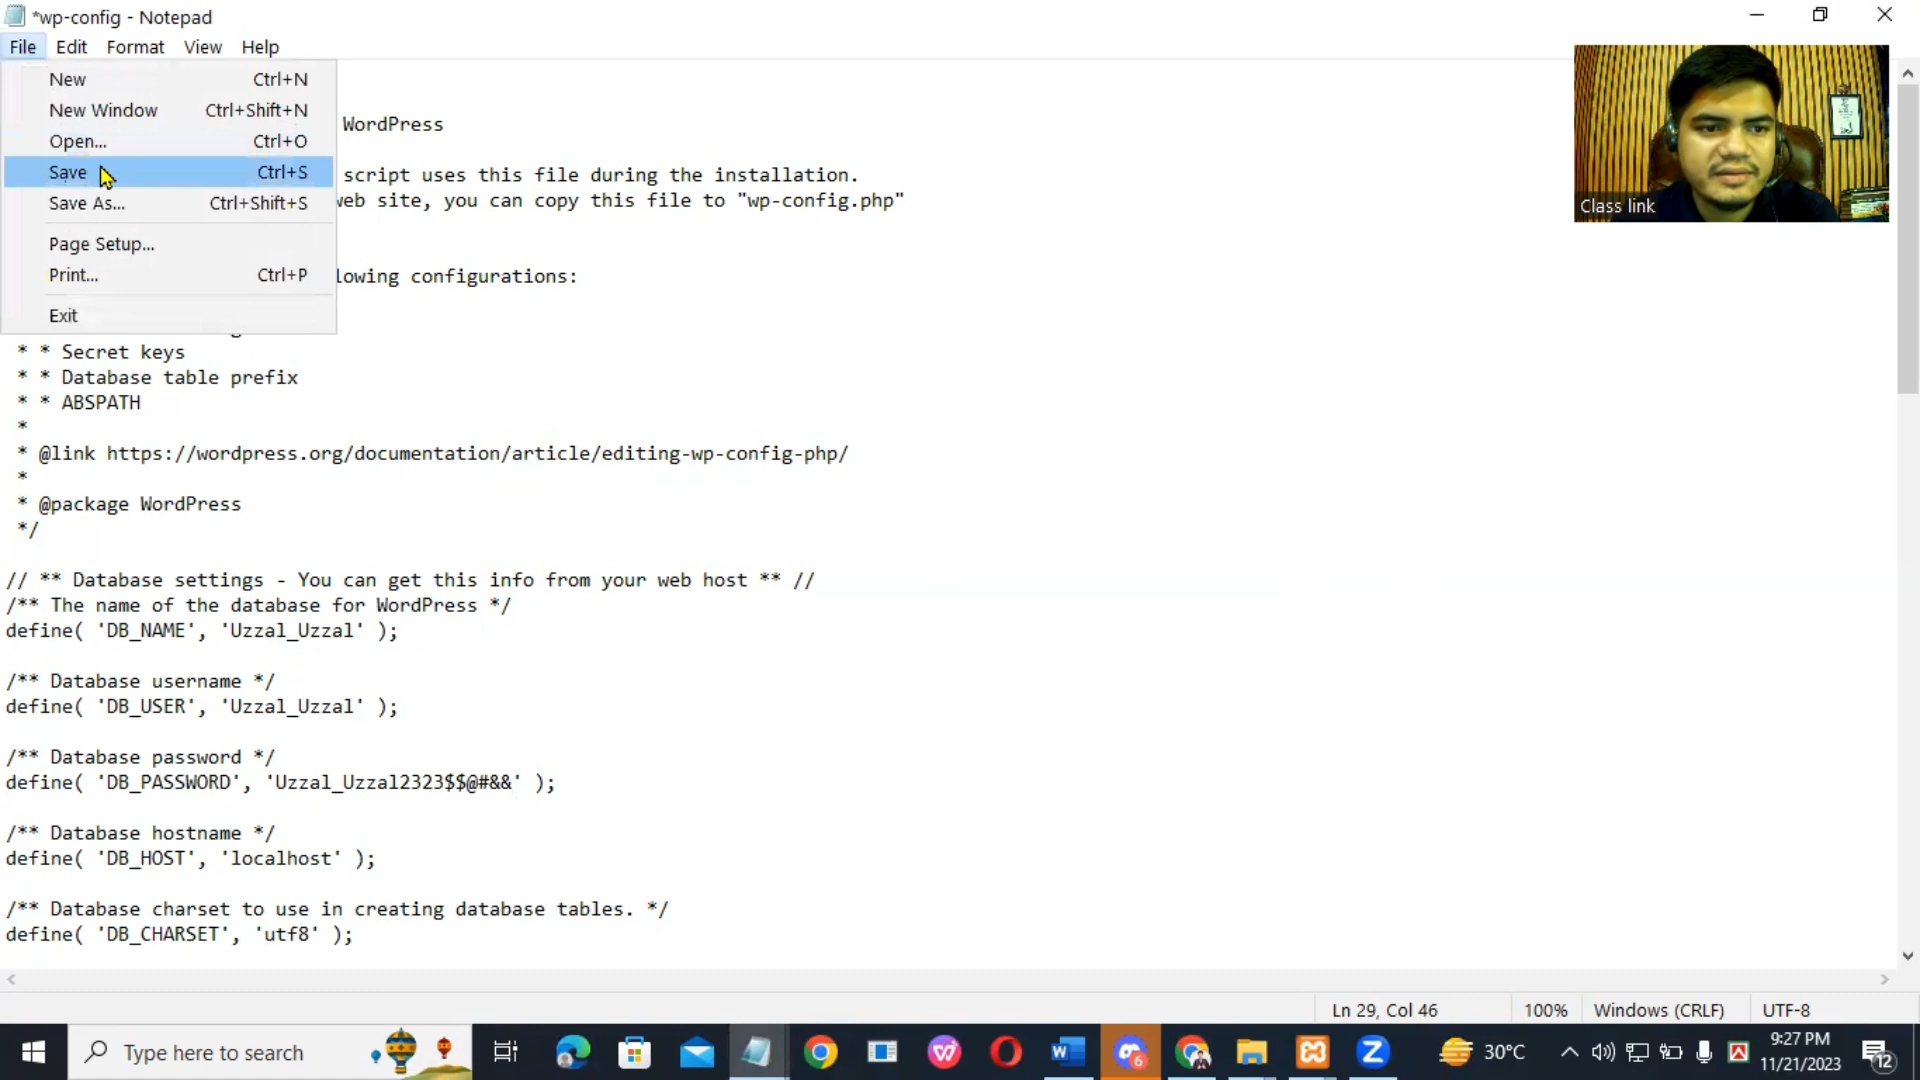 *wp-config - Notepad
File Edit Format View Help
New Ctrl+N
New Window Ctrl+Shift+N
Open... Ctrl+O
Save Ctrl+S
Save As... Ctrl+Shift+S
Page Setup...
Print... Ctrl+P
Exit
WordPress
script uses this file during the installation.
web site, you can copy this file to "wp-config.php"
lowing configurations:
* * Secret keys
* * Database table prefix
* * ABSPATH
*
* @link https://wordpress.org/documentation/article/editing-wp-config-php/
*
* @package WordPress
*/
// ** Database settings - You can get this info from your web host ** //
/** The name of the database for WordPress */
define( 'DB_NAME', 'Uzzal_Uzzal' );
/** Database username */
define( 'DB_USER', 'Uzzal_Uzzal' );
/** Database password */
define( 'DB_PASSWORD', 'Uzzal_Uzzal2323$$@#&&' );
/** Database hostname */
define( 'DB_HOST', 'localhost' );
/** Database charset to use in creating database tables. */
define( 'DB_CHARSET', 'utf8' );
Class link
Ln 29, Col 46 100% Windows (CRLF) UTF-8
Type here to search
6
30°C
9:27 PM
11/21/2023
12